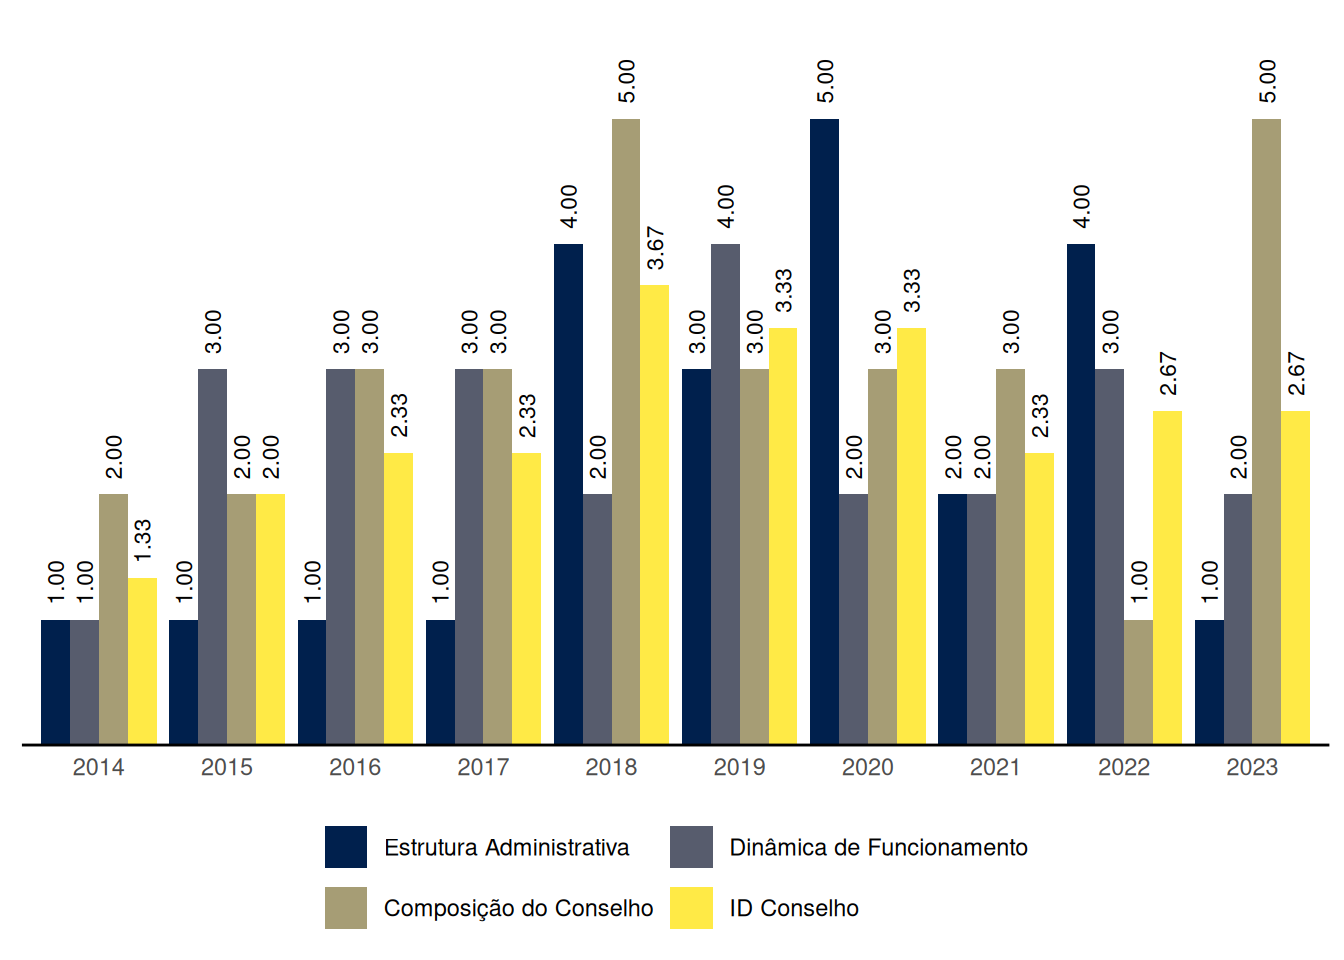 1.00 1.00 2.00 1.33
1.00 3.00 2.00 2.00
1.00 3.00 3.00 2.33
1.00 3.00 3.00 2.33
4.00 2.00 5.00 3.67
3.00 4.00 3.00 3.33
5.00 2.00 3.00 3.33
2.00 2.00 3.00 2.33
4.00 3.00 1.00 2.67
1.00 2.00 5.00 2.67
2014 2015 2016 2017 2018 2019 2020 2021 2022 2023
Estrutura Administrativa Dinâmica de Funcionamento
Composição do Conselho ID Conselho